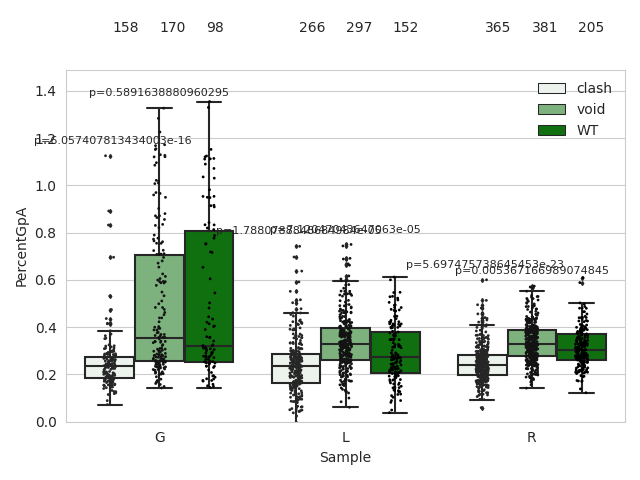 158 170 98 266 297 152 365 381 205
1.4
1.2
1.0
0.8
0.6
0.4
0.2
0.0
PercentGpA
p=0.5891638880960295
p=6.057407813434003e-16
p=5.697475738645453e-23
p=0.005367166989074845
clash
void
WT
G L R
Sample